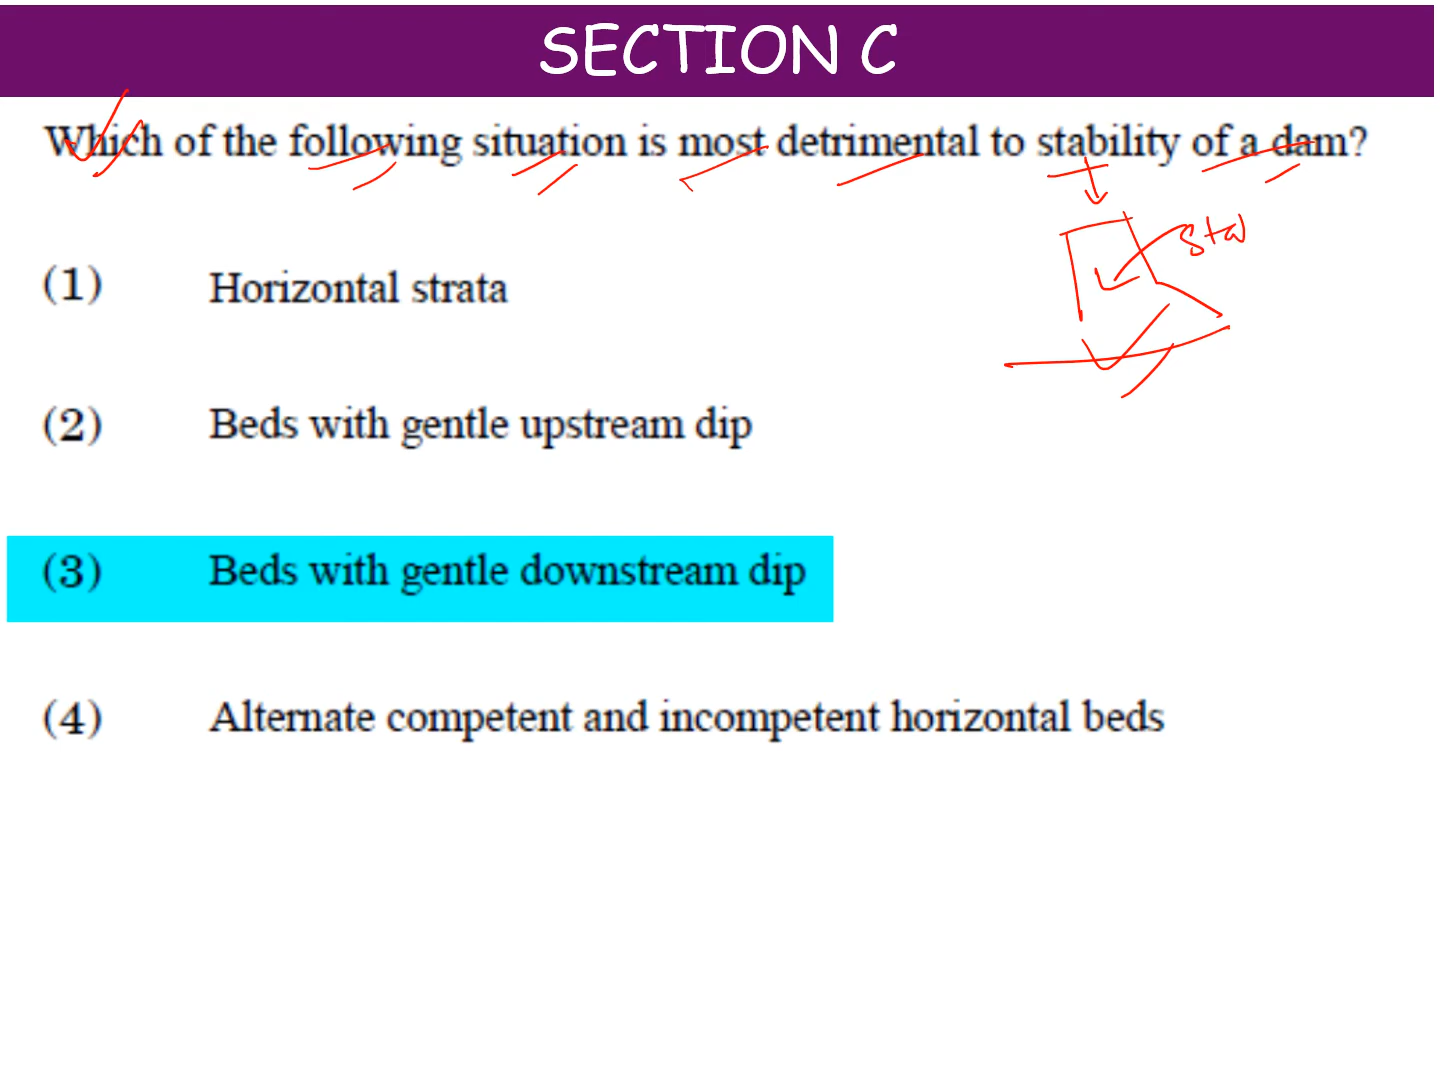 SECTION C
Which of the following situation is most detrimental to stability of a dam?
sta
(1) Horizontal strata
(2) Beds with gentle upstream dip
(3) Beds with gentle downstream dip
(4) Alternate competent and incompetent horizontal beds